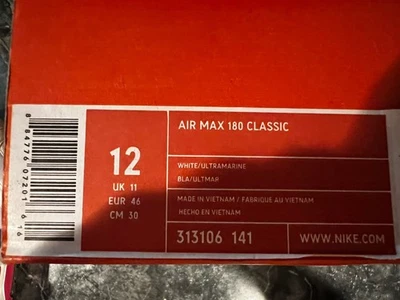 AIR MAX 180 CLASSIC
12
UK 11
EUR 46
CM 30
WHITE/ULTRAMARINE
BLA/ULTMAR
MADE IN VIETNAM / FABRIQUE AU VIETNAM
HECHO EN VIETNAM
313106 141
WWW.NIKE.COM